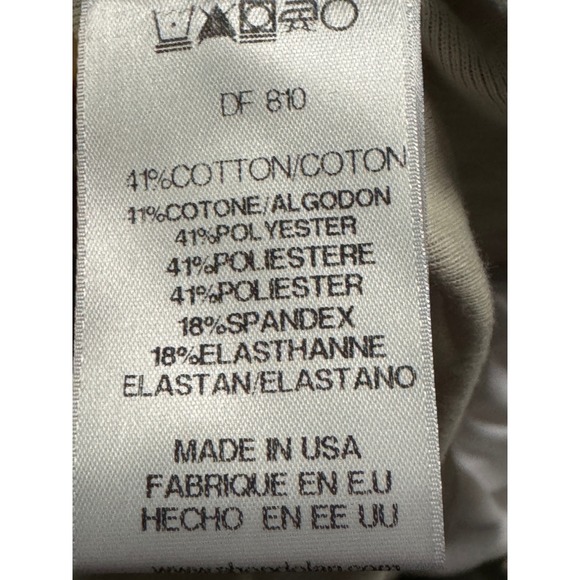 DF 810
41%COTTON/COTON
41%COTONE/ALGODON
41%POLYESTER
41%POLIESTERE
41%POLIESTER
18%SPANDEX
18%ELASTHANNE
ELASTAN/ELASTANO
MADE IN USA
FABRIQUE EN E.U
HECHO EN EE UU